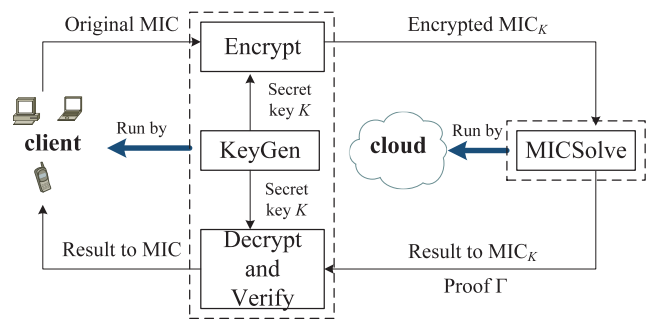 Original MIC
Encrypt
Encrypted MIC_K
Secret
key K
client
Run by
KeyGen
cloud
Run by
MICSolve
Secret
key K
Result to MIC
Decrypt
and
Verify
Result to MIC_K
Proof Γ